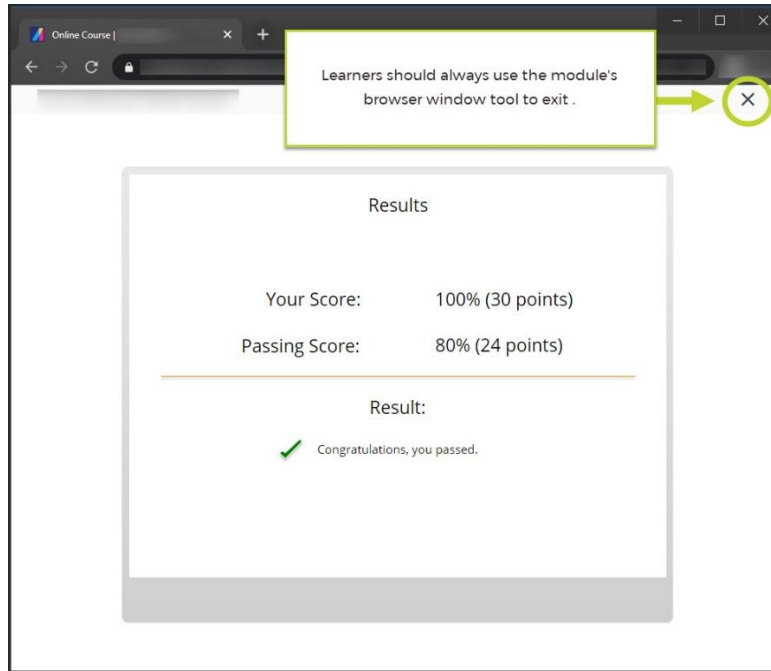 Online Course |
Learners should always use the module's
browser window tool to exit .
Results
Your Score: 100% (30 points)
Passing Score: 80% (24 points)
Result:
Congratulations, you passed.